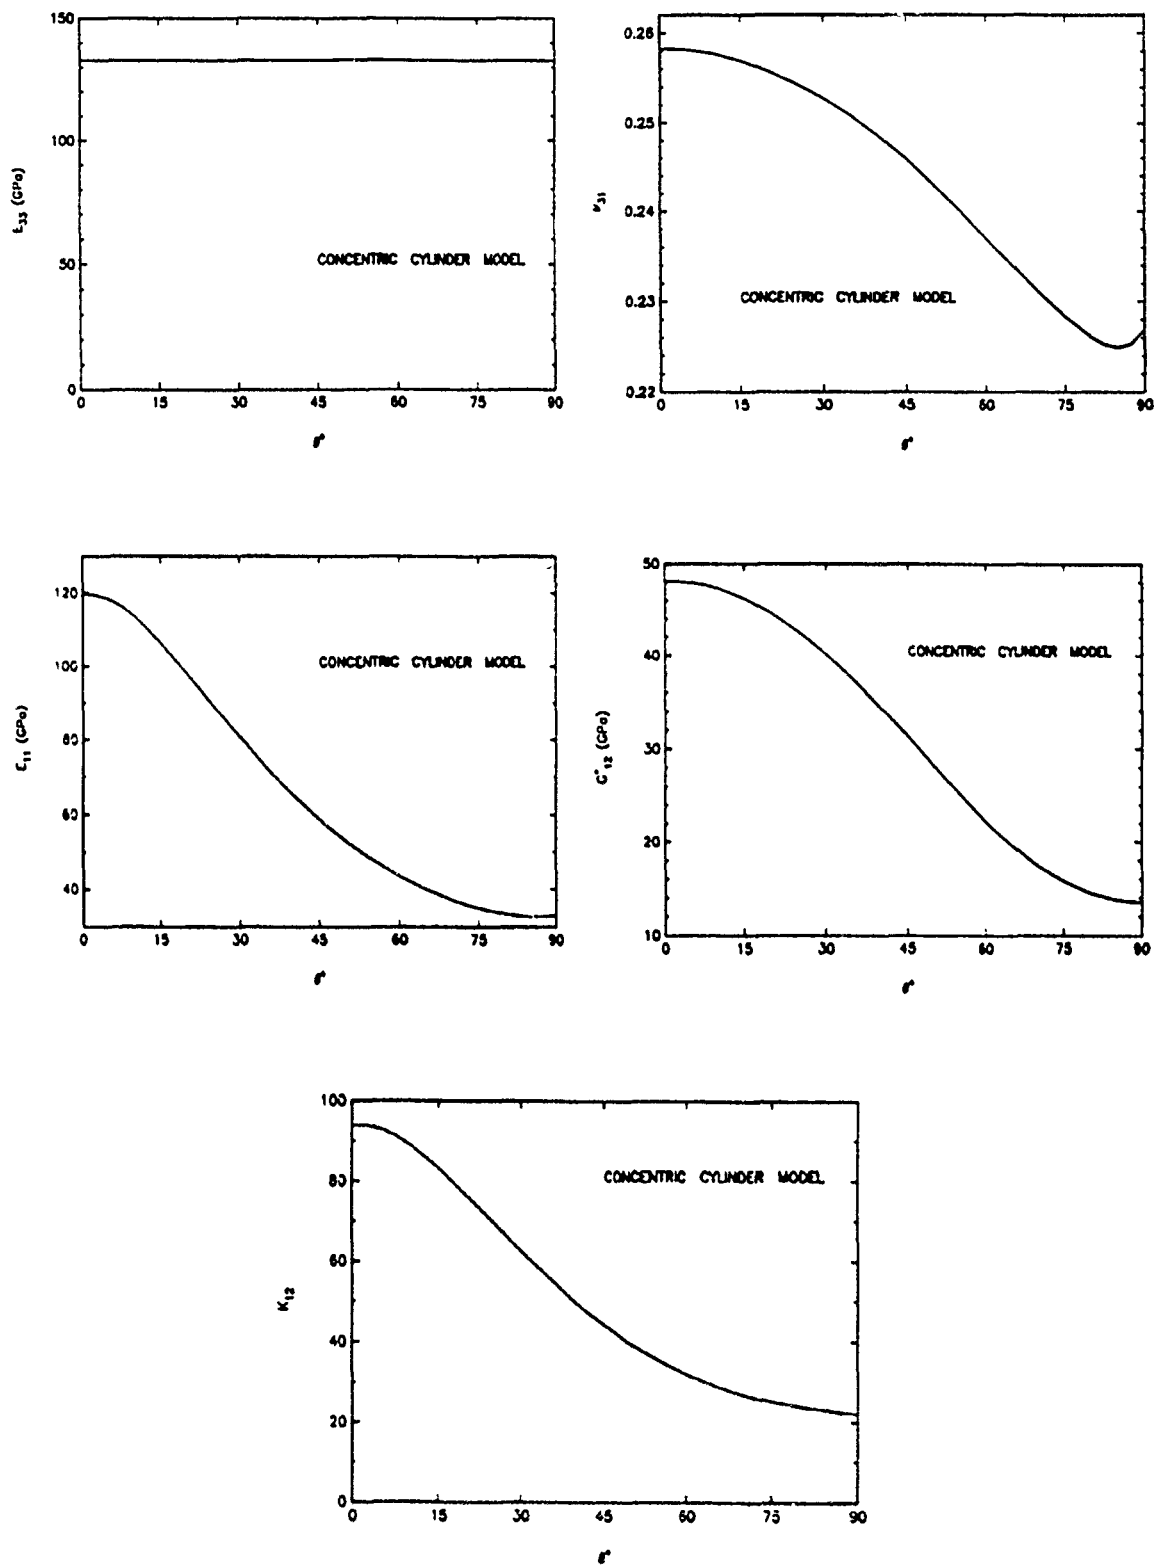 150
100
50
0
E33 (GPa)
CONCENTRIC CYLINDER MODEL
0 15 30 45 60 75 90
θ°
0.26
0.25
0.24
0.23
0.22
ν31
CONCENTRIC CYLINDER MODEL
0 15 30 45 60 75 90
θ°
120
100
80
60
40
E11 (GPa)
CONCENTRIC CYLINDER MODEL
0 15 30 45 60 75 90
θ°
50
40
30
20
10
G°12 (GPa)
CONCENTRIC CYLINDER MODEL
0 15 30 45 60 75 90
θ°
100
80
60
40
20
0
K12
CONCENTRIC CYLINDER MODEL
0 15 30 45 60 75 90
θ°